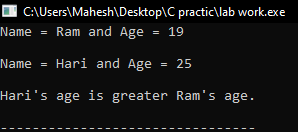 C:\Users\Mahesh\Desktop\C practic\lab work.exe
Name = Ram and Age = 19
Name = Hari and Age = 25
Hari's age is greater Ram's age.
--------------------------------